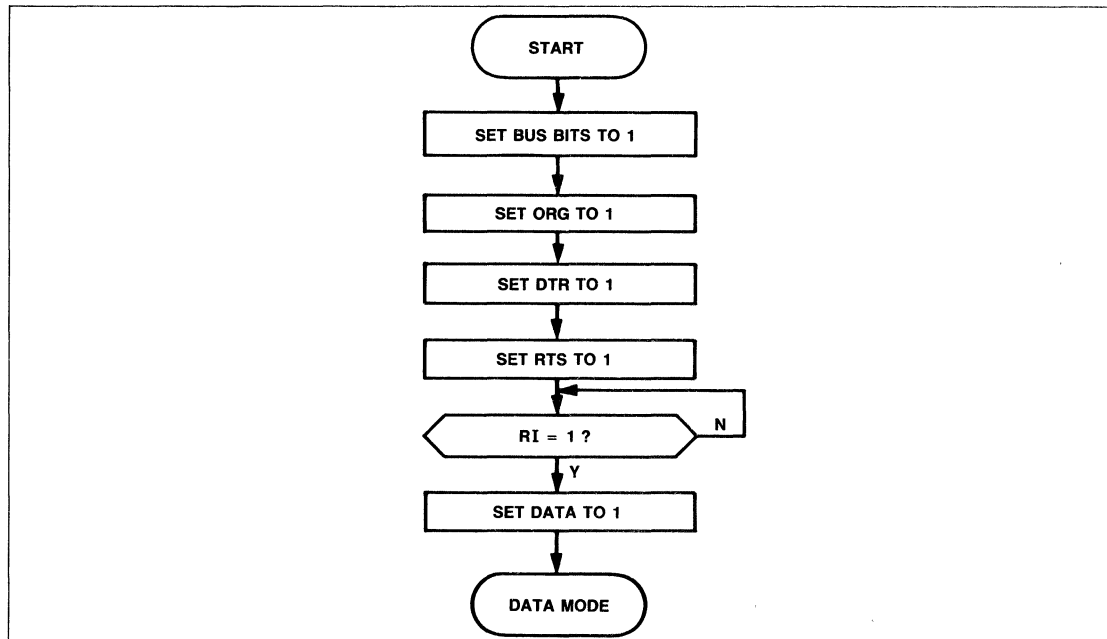 START
SET BUS BITS TO 1
SET ORG TO 1
SET DTR TO 1
SET RTS TO 1
RI = 1 ?
N
Y
SET DATA TO 1
DATA MODE